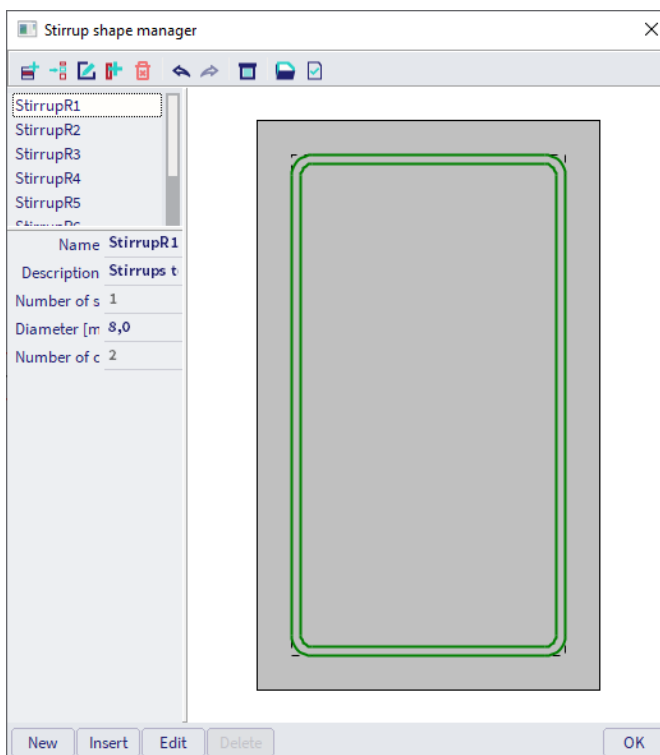 Stirrup shape manager
StirrupR1
StirrupR2
StirrupR3
StirrupR4
StirrupR5
Name StirrupR1
Description Stirrups t
Number of s 1
Diameter [m 8,0
Number of c 2
New Insert Edit Delete OK